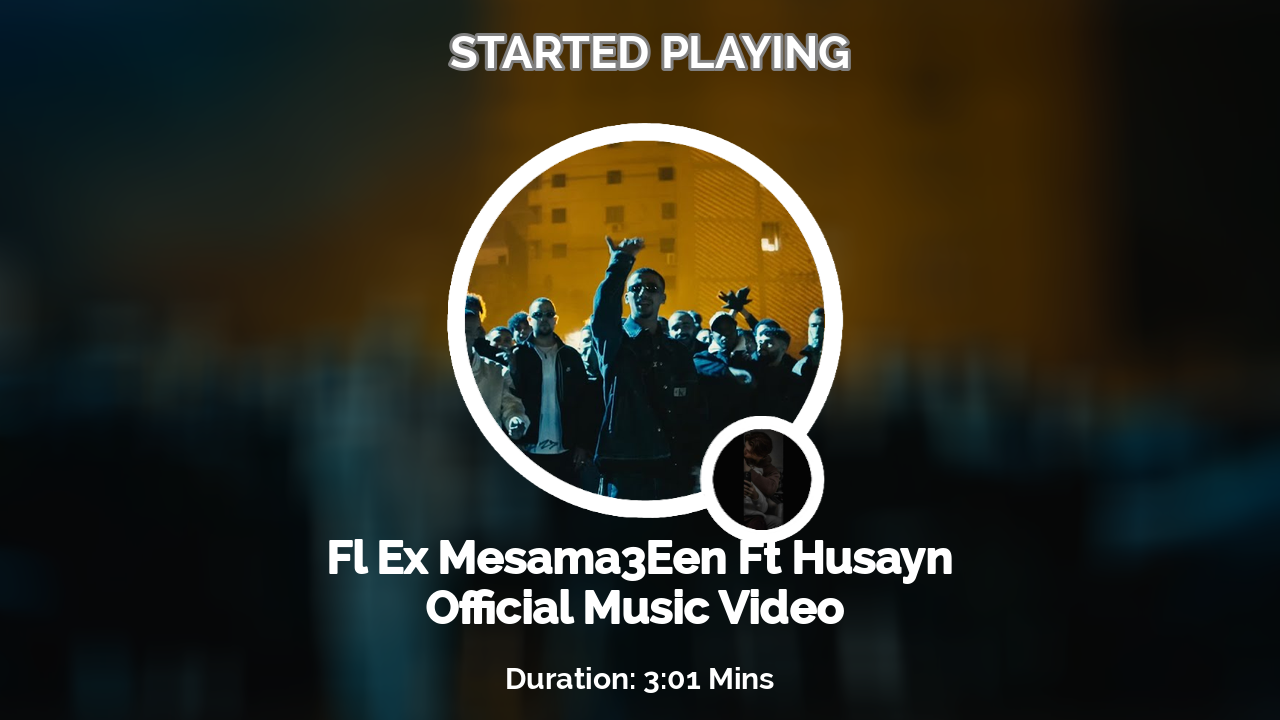 STARTED PLAYING
Fl Ex Mesama3Een Ft Husayn
Official Music Video
Duration: 3:01 Mins